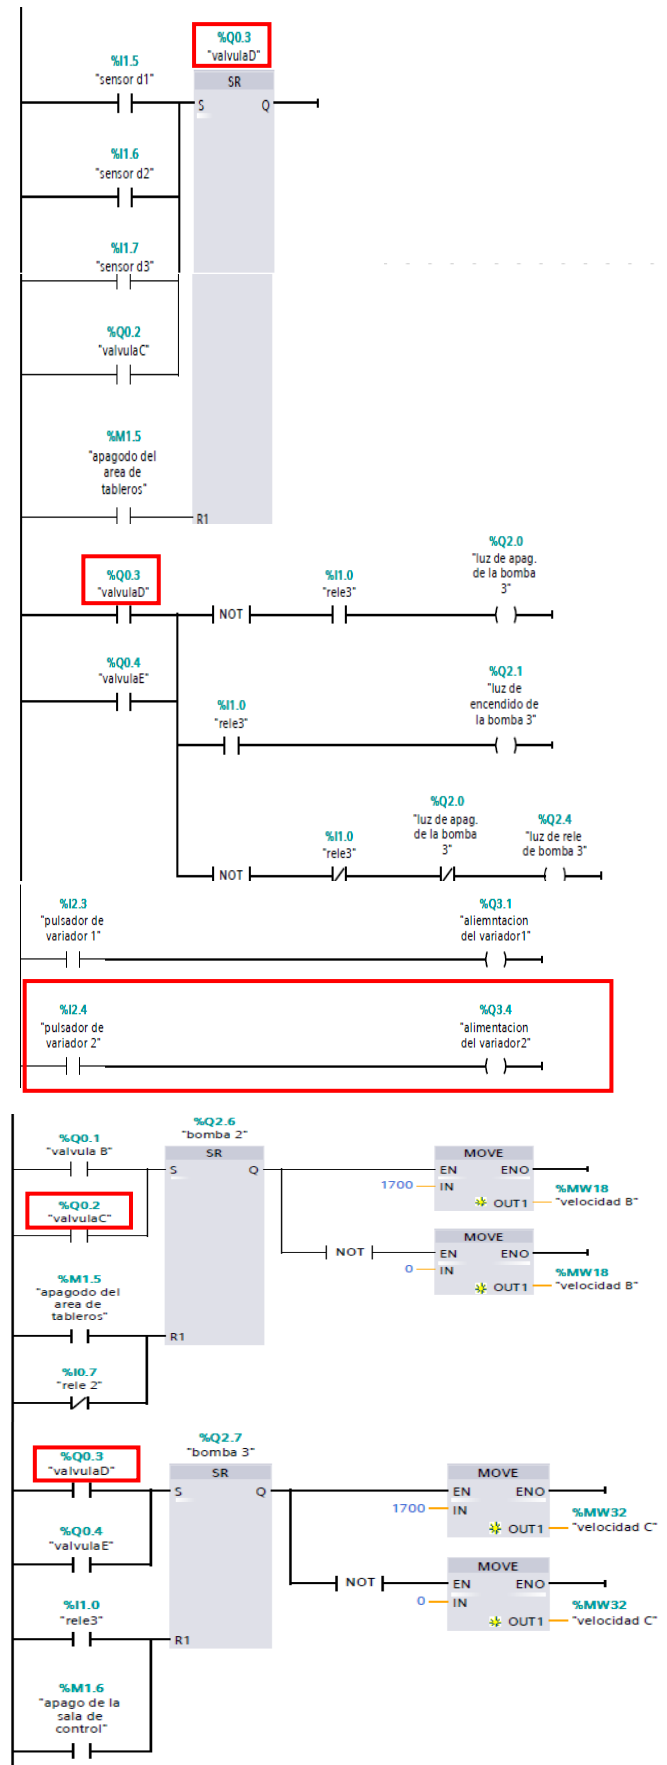 %Q0.3
"valvulaD"
%I1.5
"sensor d1"
SR
S
Q
%I1.6
"sensor d2"
%I1.7
"sensor d3"
%Q0.2
"valvulaC"
%M1.5
"apagodo del
area de
tableros"
R1
%Q0.3
"valvulaD"
NOT
%I1.0
"rele3"
%Q2.0
"luz de apag.
de la bomba
3"
%Q0.4
"valvulaE"
%I1.0
"rele3"
%Q2.1
"luz de
encendido de
la bomba 3"
NOT
%I1.0
"rele3"
%Q2.0
"luz de apag.
de la bomba
3"
%Q2.4
"luz de rele
de bomba 3"
%I2.3
"pulsador de
variador 1"
%Q3.1
"aliemntacion
del variador1"
%I2.4
"pulsador de
variador 2"
%Q3.4
"alimentacion
del variador2"
%Q0.1
"valvula B"
%Q2.6
"bomba 2"
SR
S
Q
MOVE
EN
ENO
1700
IN
OUT1
%MW18
"velocidad B"
%Q0.2
"valvulaC"
NOT
MOVE
EN
ENO
0
IN
OUT1
%MW18
"velocidad B"
%M1.5
"apagodo del
area de
tableros"
R1
%I0.7
"rele 2"
%Q0.3
"valvulaD"
%Q2.7
"bomba 3"
SR
S
Q
MOVE
EN
ENO
1700
IN
OUT1
%MW32
"velocidad C"
%Q0.4
"valvulaE"
NOT
MOVE
EN
ENO
0
IN
OUT1
%MW32
"velocidad C"
%I1.0
"rele3"
R1
%M1.6
"apago de la
sala de
control"